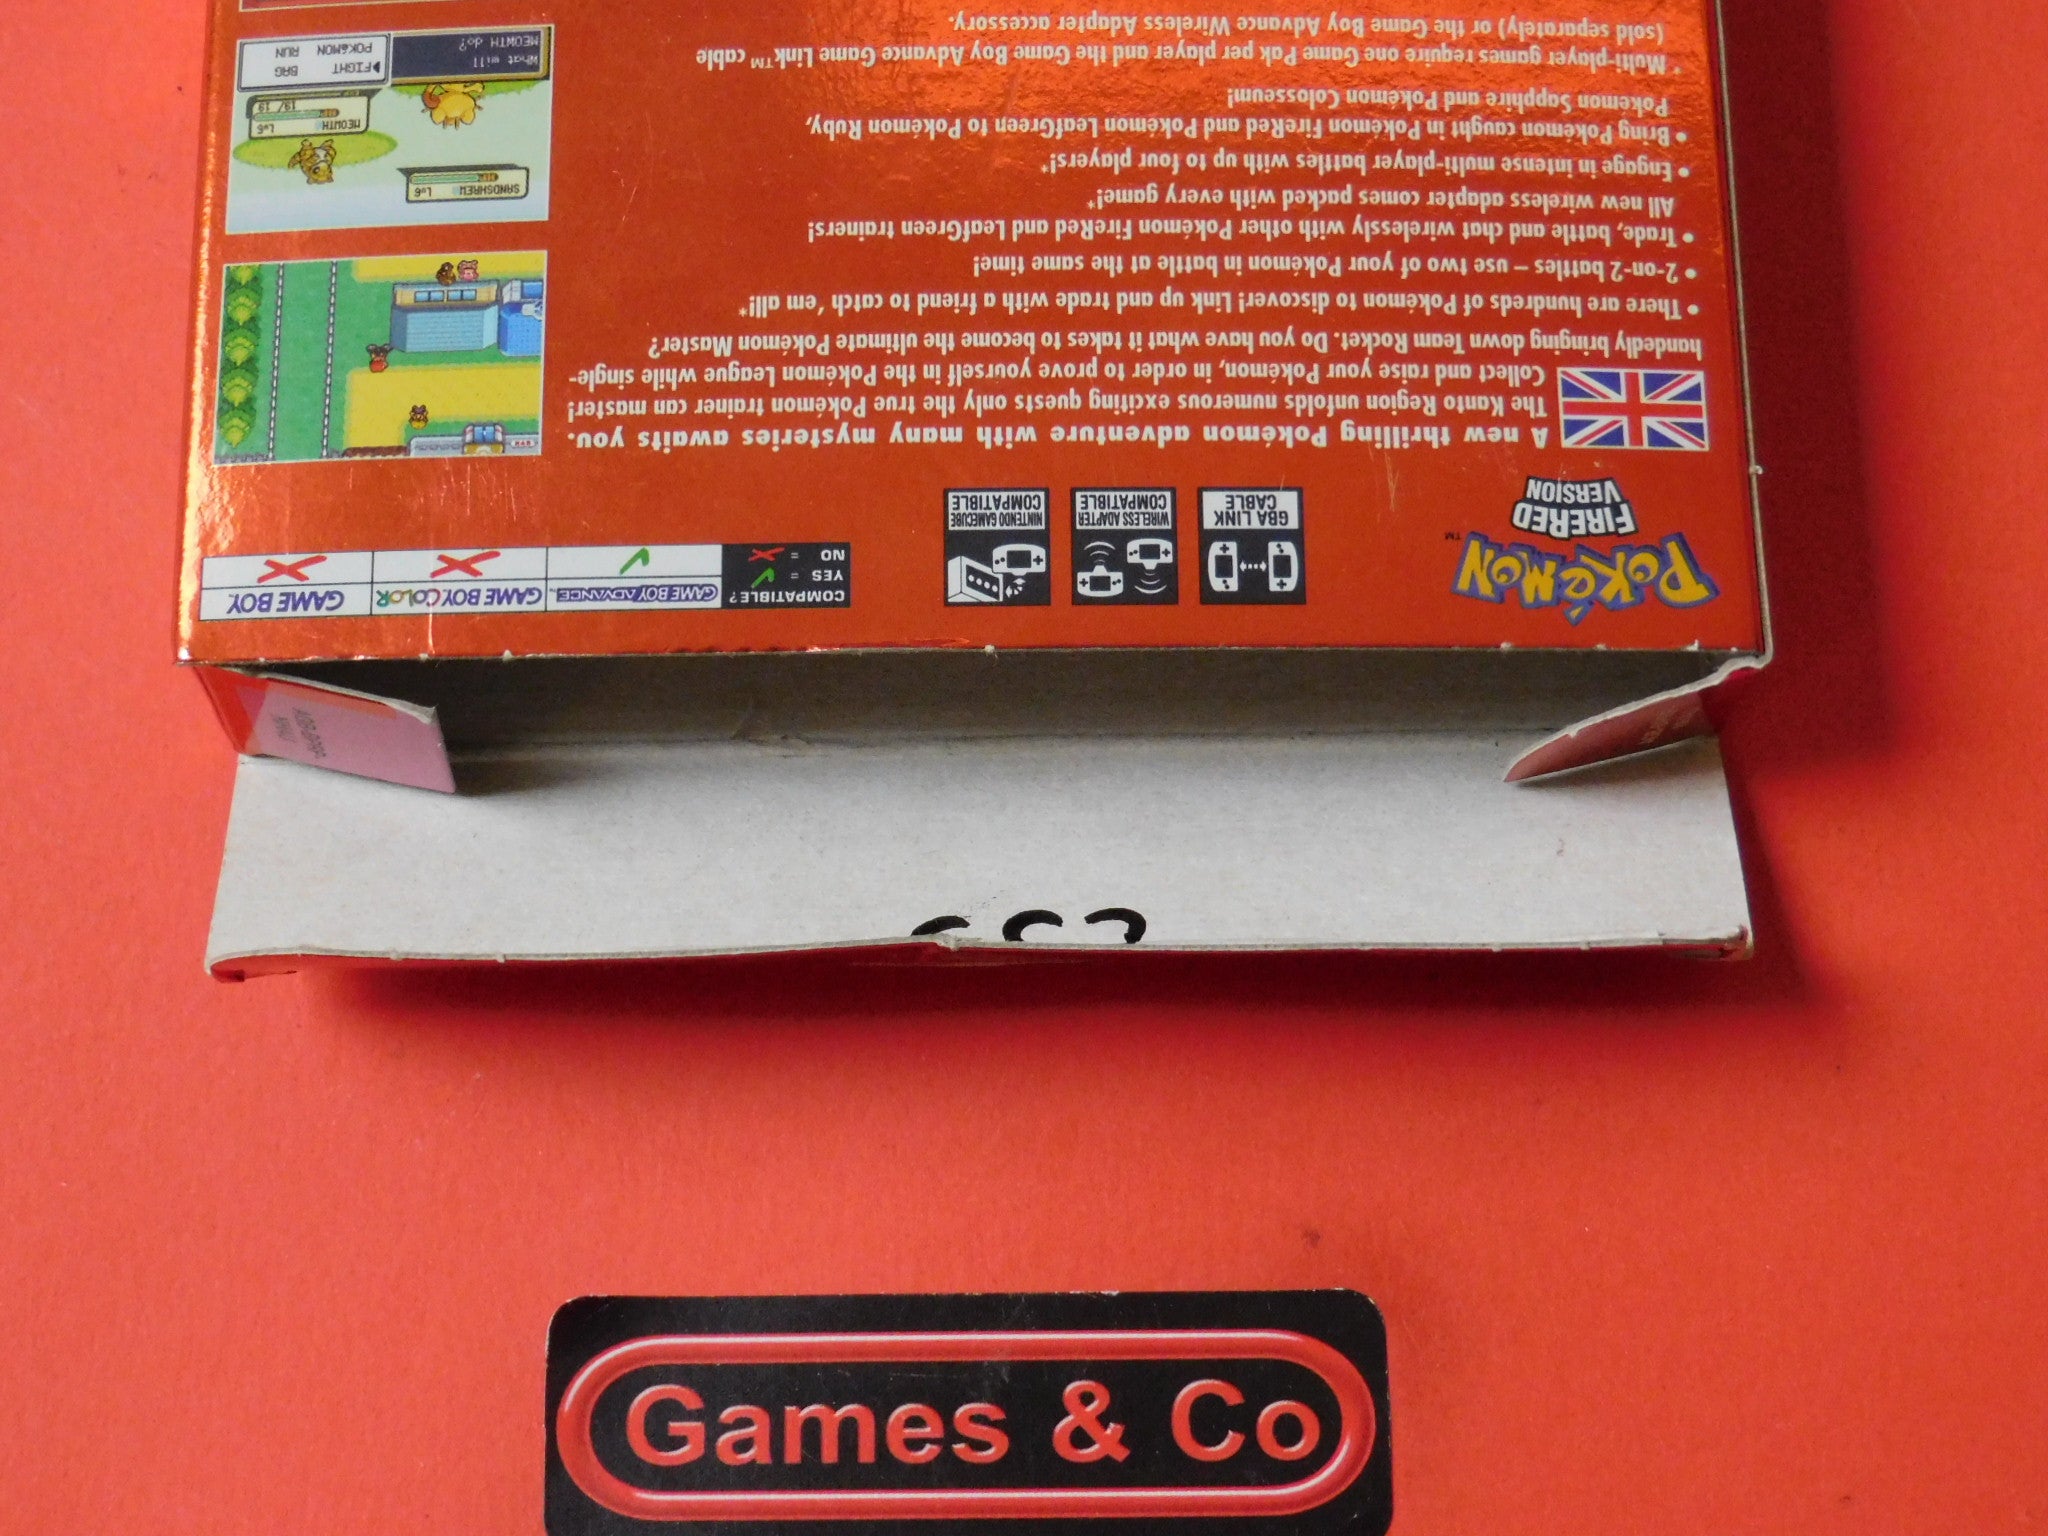 POKéMON™
FIRERED
VERSION
GBA LINK
CABLE
WIRELESS ADAPTER
COMPATIBLE
NINTENDO GAMECUBE
COMPATIBLE
COMPATIBLE?
YES =
NO =
GAME BOY ADVANCE™
GAME BOY COLOR
GAME BOY
A new thrilling Pokémon adventure with many mysteries awaits you.
The Kanto Region unfolds numerous exciting quests only the true Pokémon trainer can master!
Collect and raise your Pokémon, in order to prove yourself in the Pokémon League while single-
handedly bringing down Team Rocket. Do you have what it takes to become the ultimate Pokémon Master?
• There are hundreds of Pokémon to discover! Link up and trade with a friend to catch 'em all!*
• 2-on-2 battles – use two of your Pokémon in battle at the same time!
• Trade, battle and chat wirelessly with other Pokémon FireRed and LeafGreen trainers!
All new wireless adapter comes packed with every game!*
• Engage in intense multi-player battles with up to four players!*
• Bring Pokémon caught in Pokémon FireRed and Pokémon LeafGreen to Pokémon Ruby,
Pokémon Sapphire and Pokémon Colosseum!
* Multi-player games require one Game Pak per player and the Game Boy Advance Game Link™ cable
(sold separately) or the Game Boy Advance Wireless Adapter accessory.
GYM
SANDSHREW Lv6
HP
MEOWTH Lv6
HP
19/ 19
What will
MEOWTH do?
FIGHT BAG
POKéMON RUN
Games & Co